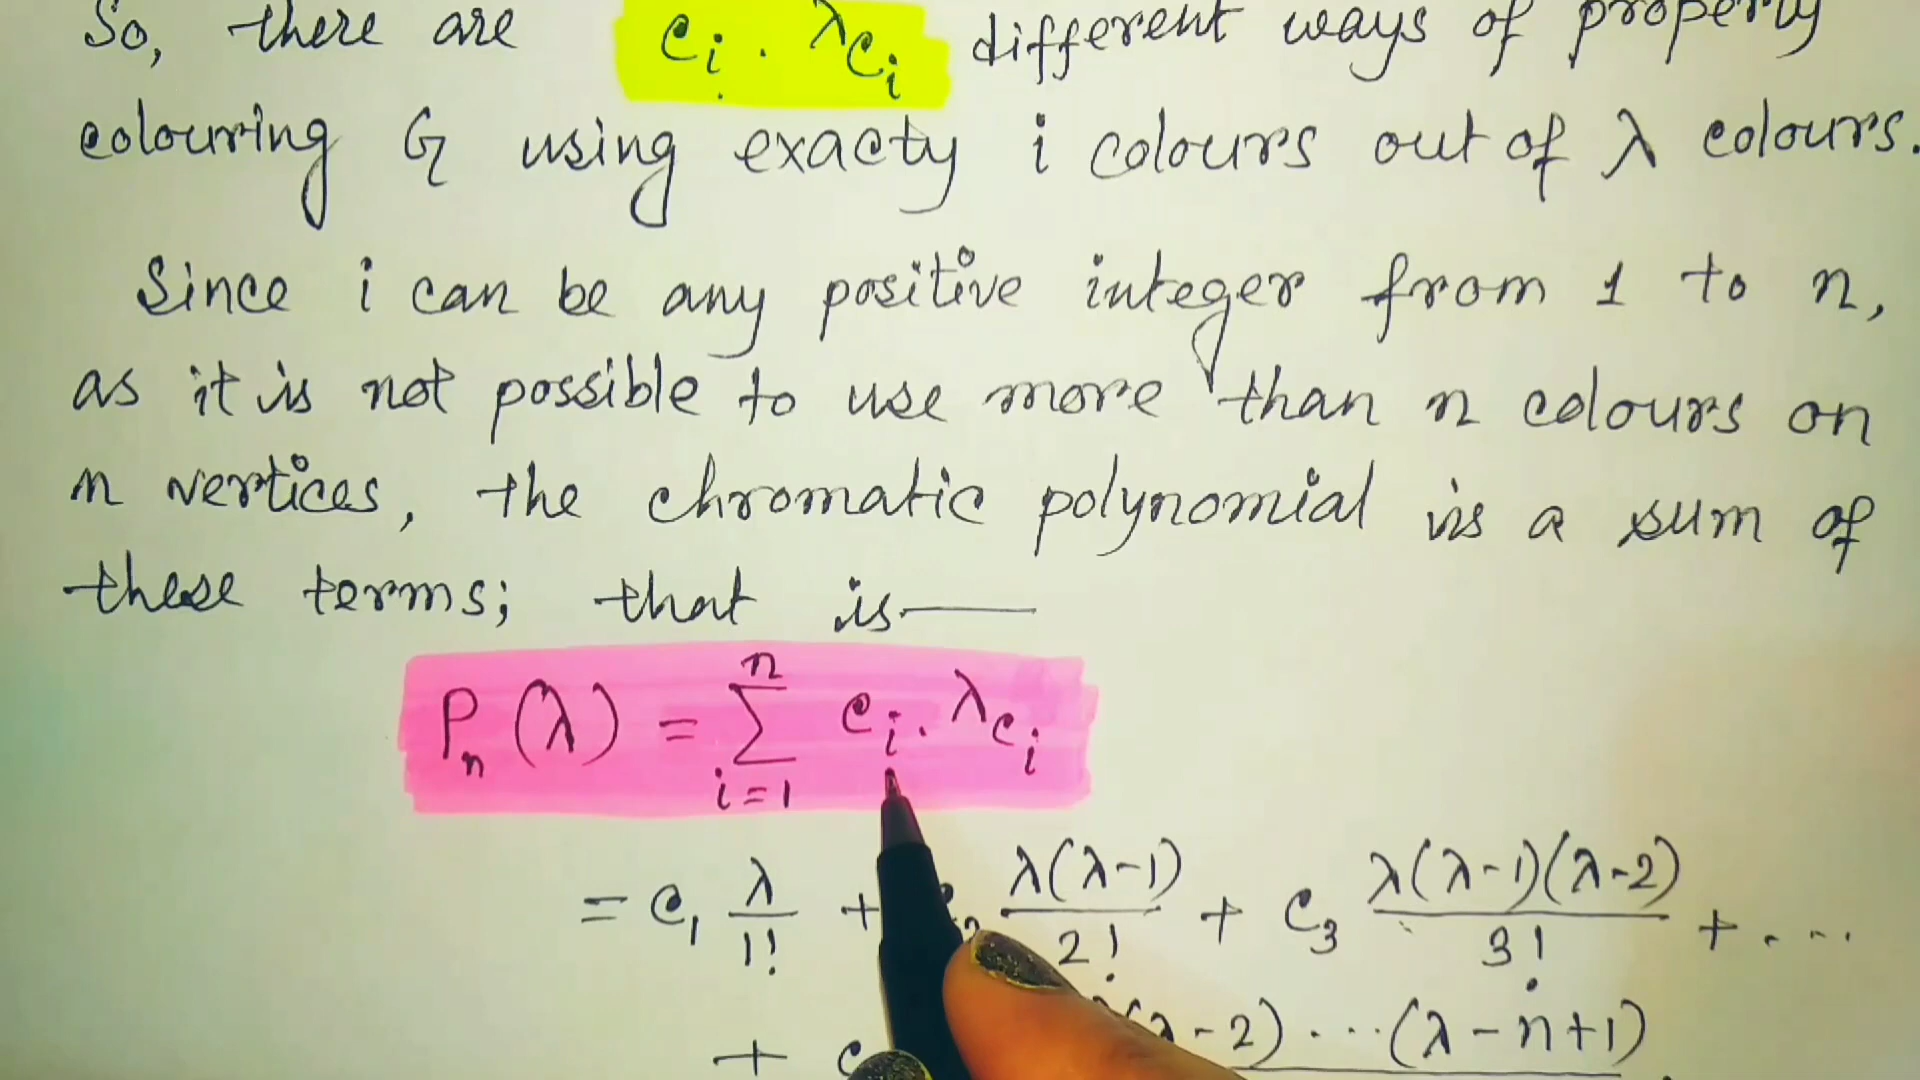 So, there are c_i . λ_{c_i} different ways of properly
colouring G using exacty i colours out of λ colours.
Since i can be any positive integer from 1 to n,
as it is not possible to use more than n colours on
n vertices, the chromatic polynomial is a sum of
these terms; that is —
P_n(λ) = ∑_{i=1}^{n} c_i . λ_{c_i}
= c_1 λ/1! + λ(λ-1)/2! + c_3 λ(λ-1)(λ-2)/3! + ....
+ c (λ-2) ... (λ-n+1)